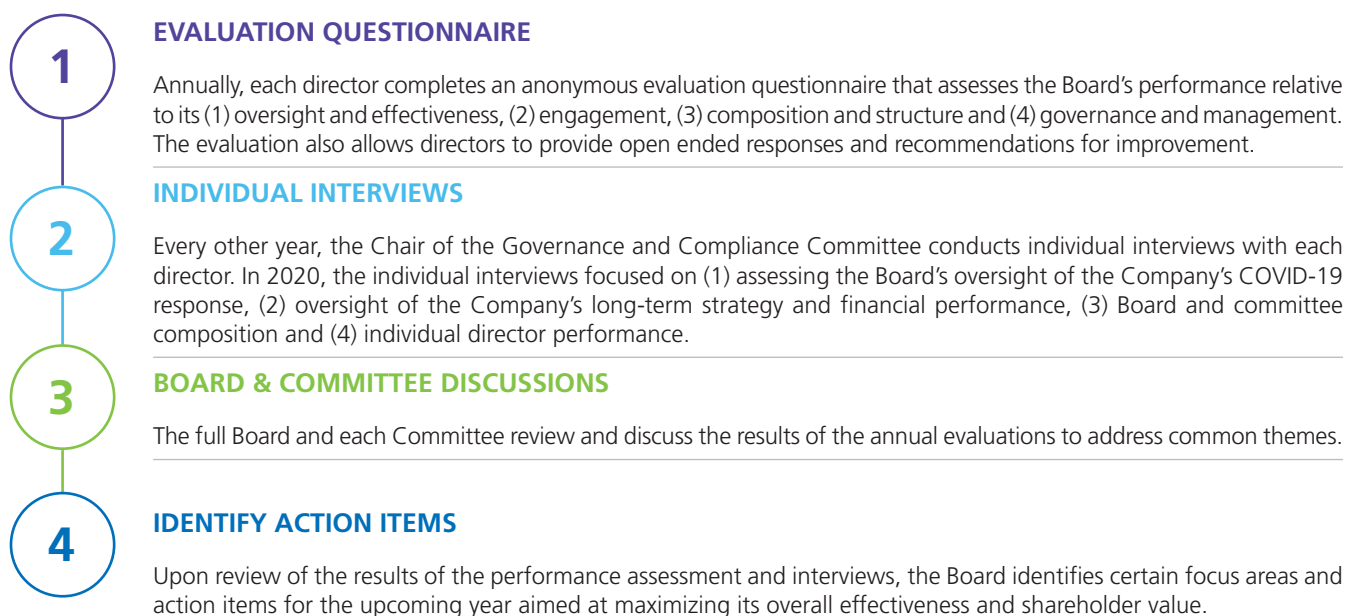 1
EVALUATION QUESTIONNAIRE
Annually, each director completes an anonymous evaluation questionnaire that assesses the Board's performance relative
to its (1) oversight and effectiveness, (2) engagement, (3) composition and structure and (4) governance and management.
The evaluation also allows directors to provide open ended responses and recommendations for improvement.
2
INDIVIDUAL INTERVIEWS
Every other year, the Chair of the Governance and Compliance Committee conducts individual interviews with each
director. In 2020, the individual interviews focused on (1) assessing the Board's oversight of the Company's COVID-19
response, (2) oversight of the Company's long-term strategy and financial performance, (3) Board and committee
composition and (4) individual director performance.
3
BOARD & COMMITTEE DISCUSSIONS
The full Board and each Committee review and discuss the results of the annual evaluations to address common themes.
4
IDENTIFY ACTION ITEMS
Upon review of the results of the performance assessment and interviews, the Board identifies certain focus areas and
action items for the upcoming year aimed at maximizing its overall effectiveness and shareholder value.